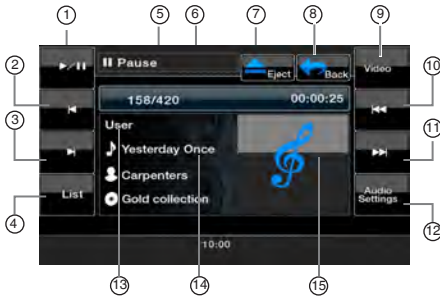 ① ⑤ ⑥ ⑦ ⑧ ⑨
Pause Eject Back Video
② ⑩
158/420 00:00:25
③ User ⑪
Yesterday Once
Carpenters
④ List Gold collection Audio Settings ⑫
10:00
⑬ ⑭ ⑮